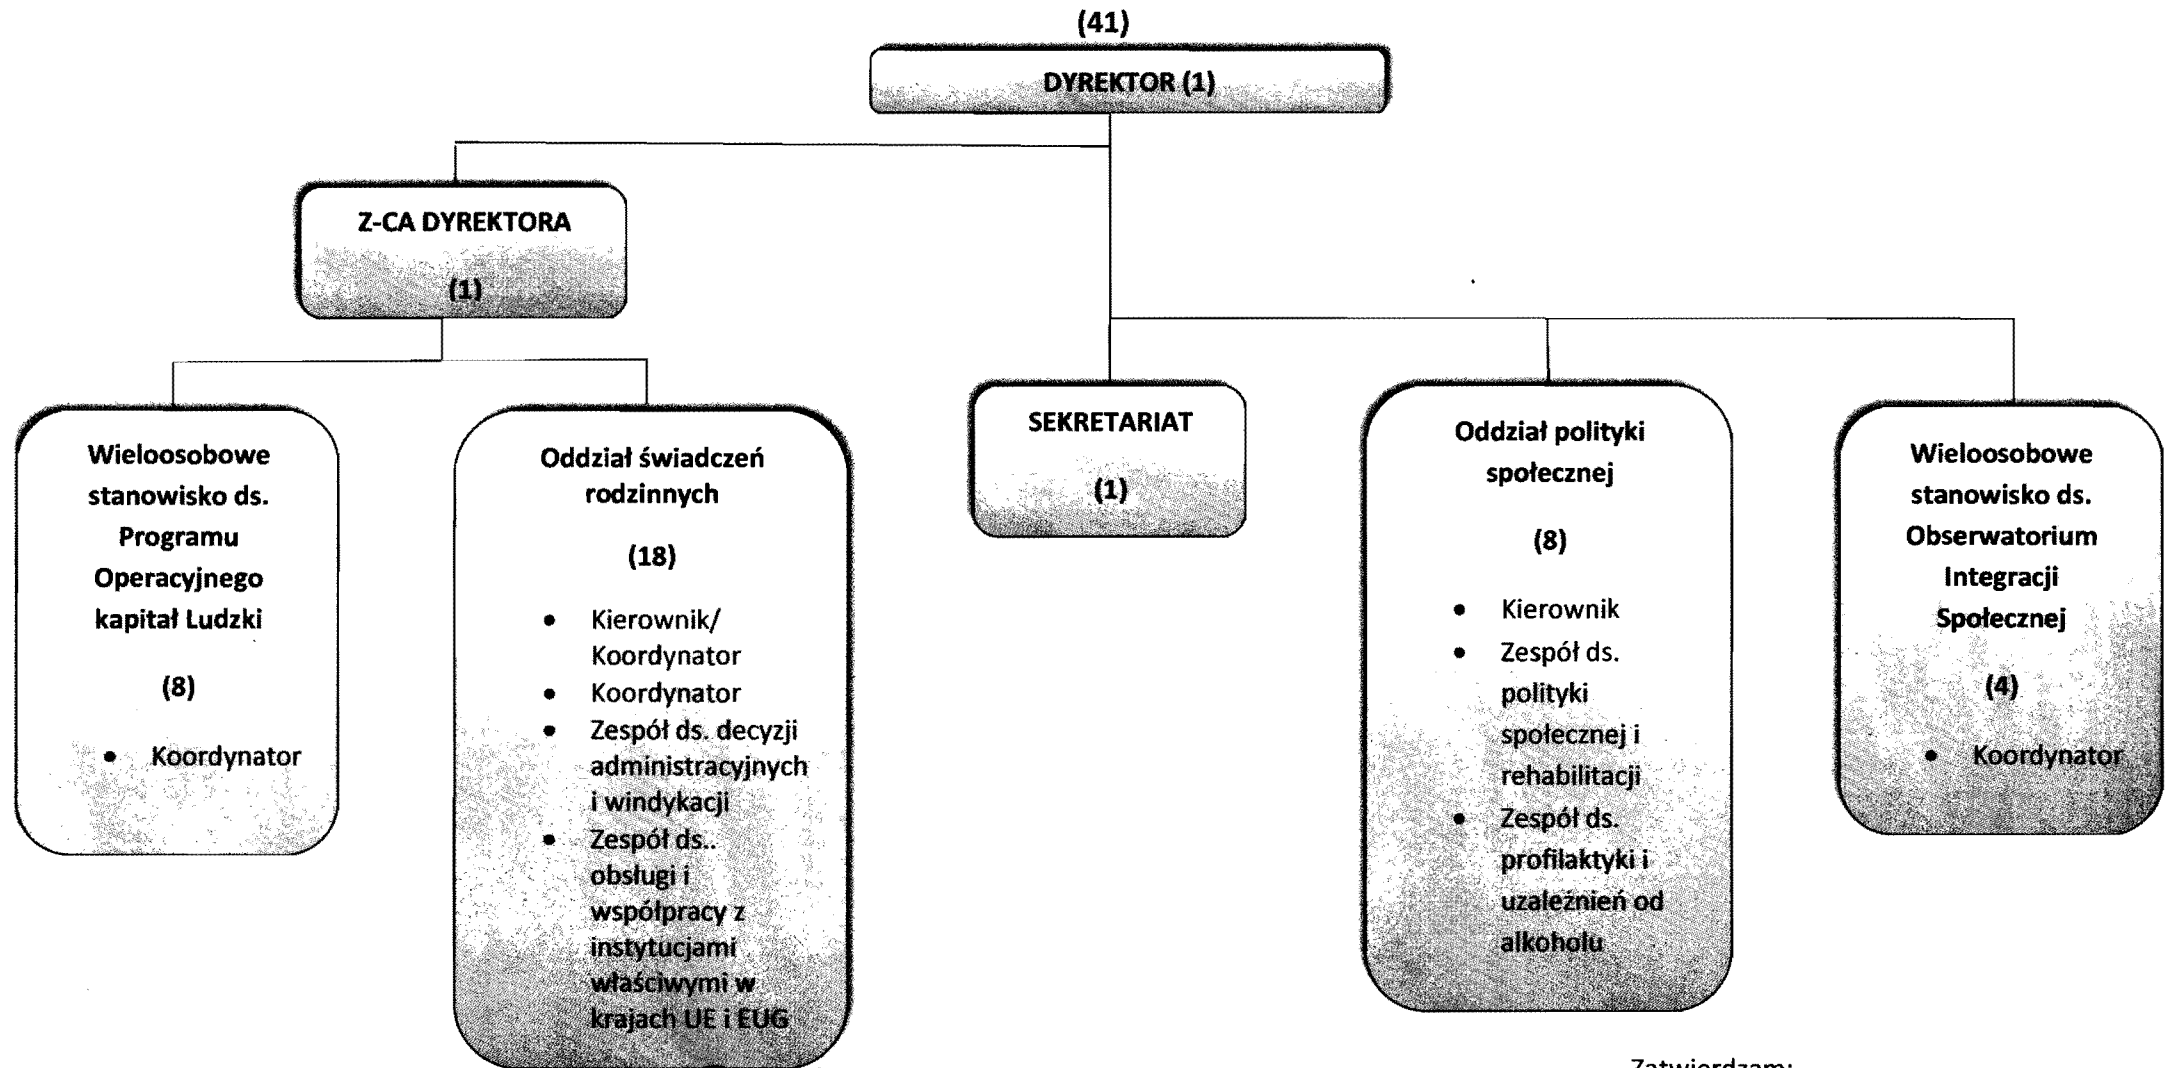 (41)
DYREKTOR (1)
Z-CA DYREKTORA
(1)
Wieloosobowe
stanowisko ds.
Programu
Operacyjnego
kapitał Ludzki
(8)
• Koordynator
Oddział świadczeń
rodzinnych
(18)
• Kierownik/
Koordynator
• Koordynator
• Zespół ds. decyzji
administracyjnych
i windykacji
• Zespół ds..
obsługi i
współpracy z
instytucjami
właściwymi w
krajach UE i EUG
SEKRETARIAT
(1)
Oddział polityki
społecznej
(8)
• Kierownik
• Zespół ds.
polityki
społecznej i
rehabilitacji
• Zespół ds.
profilaktyki i
uzależnień od
alkoholu
Wieloosobowe
stanowisko ds.
Obserwatorium
Integracji
Społecznej
(4)
• Koordynator
Zatwierdzam: